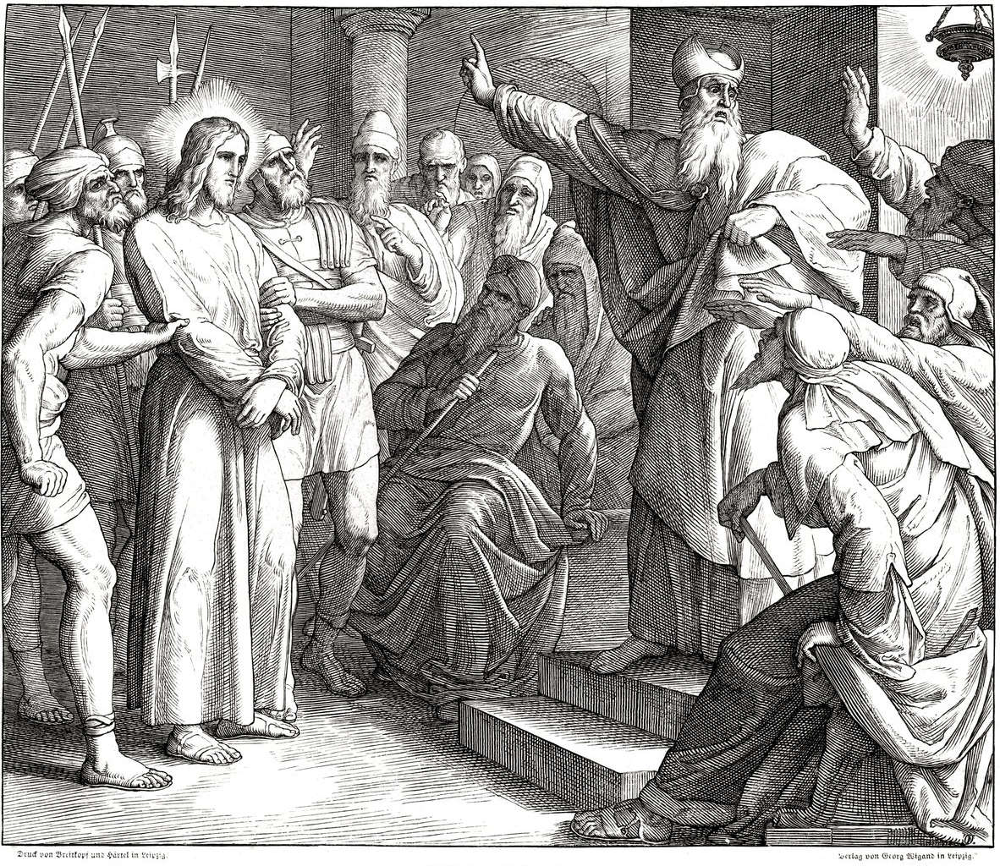 Druck von Breitkopf und Härtel in Leipzig.
Verlag von Georg Wigand in Leipzig.